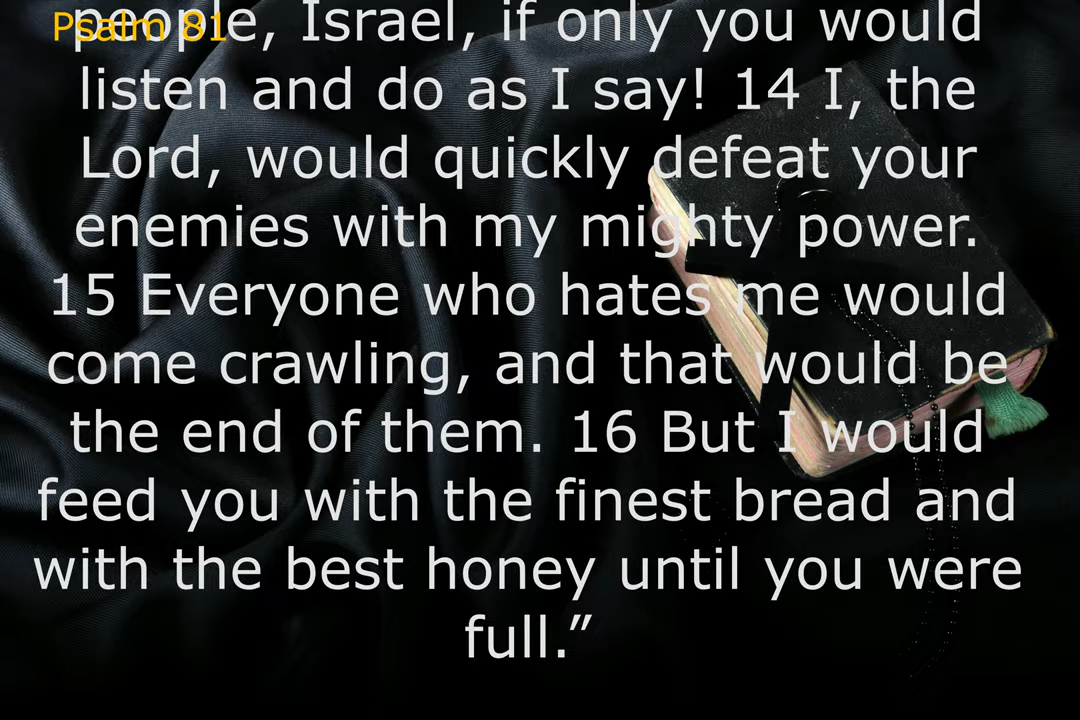 Psalm 81
people, Israel, if only you would
listen and do as I say! 14 I, the
Lord, would quickly defeat your
enemies with my mighty power.
15 Everyone who hates me would
come crawling, and that would be
the end of them. 16 But I would
feed you with the finest bread and
with the best honey until you were
full.”